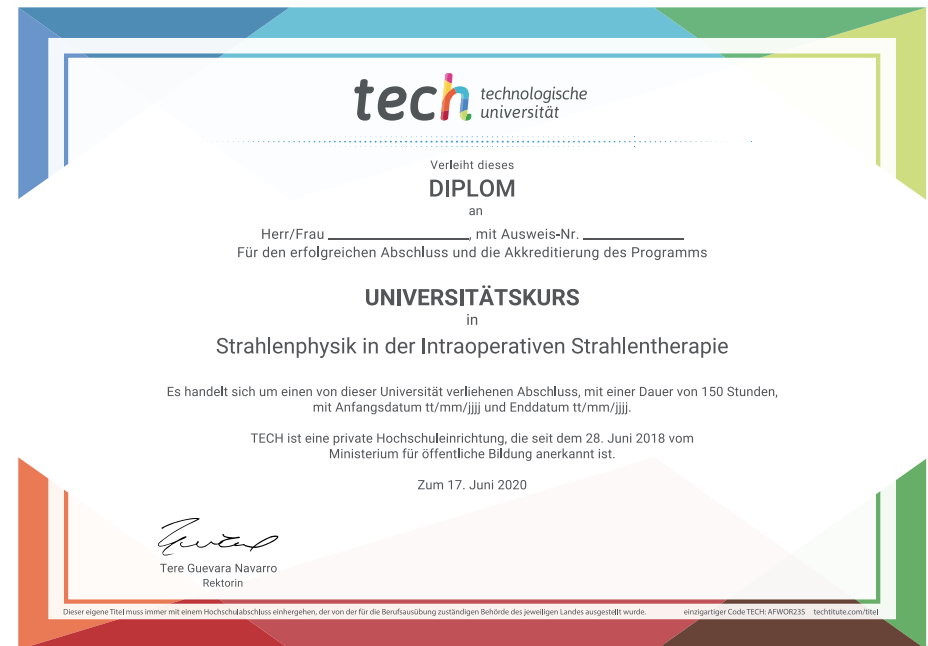 tech technologische
universität
Verleiht dieses
DIPLOM
an
Herr/Frau ____________________, mit Ausweis-Nr. ______________
Für den erfolgreichen Abschluss und die Akkreditierung des Programms
UNIVERSITÄTSKURS
in
Strahlenphysik in der Intraoperativen Strahlentherapie
Es handelt sich um einen von dieser Universität verliehenen Abschluss, mit einer Dauer von 150 Stunden,
mit Anfangsdatum tt/mm/jjjj und Enddatum tt/mm/jjjj.
TECH ist eine private Hochschuleinrichtung, die seit dem 28. Juni 2018 vom
Ministerium für öffentliche Bildung anerkannt ist.
Zum 17. Juni 2020
Tere Guevara Navarro
Rektorin
Dieser eigene Titel muss immer mit einem Hochschulabschluss einhergehen, der von der für die Berufsausübung zuständigen Behörde des jeweiligen Landes ausgestellt wurde. einzigartiger Code TECH: AFWOR235 techtitute.com/titel